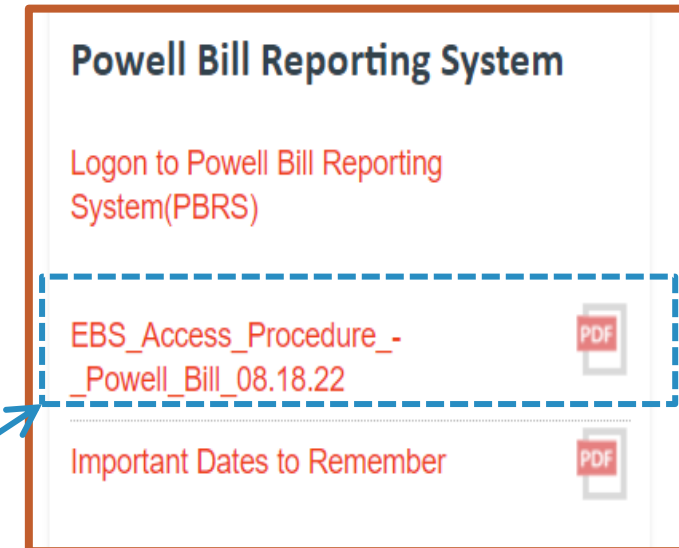 Powell Bill Reporting System
Logon to Powell Bill Reporting
System(PBRS)
EBS_Access_Procedure_-
_Powell_Bill_08.18.22
PDF
Important Dates to Remember
PDF